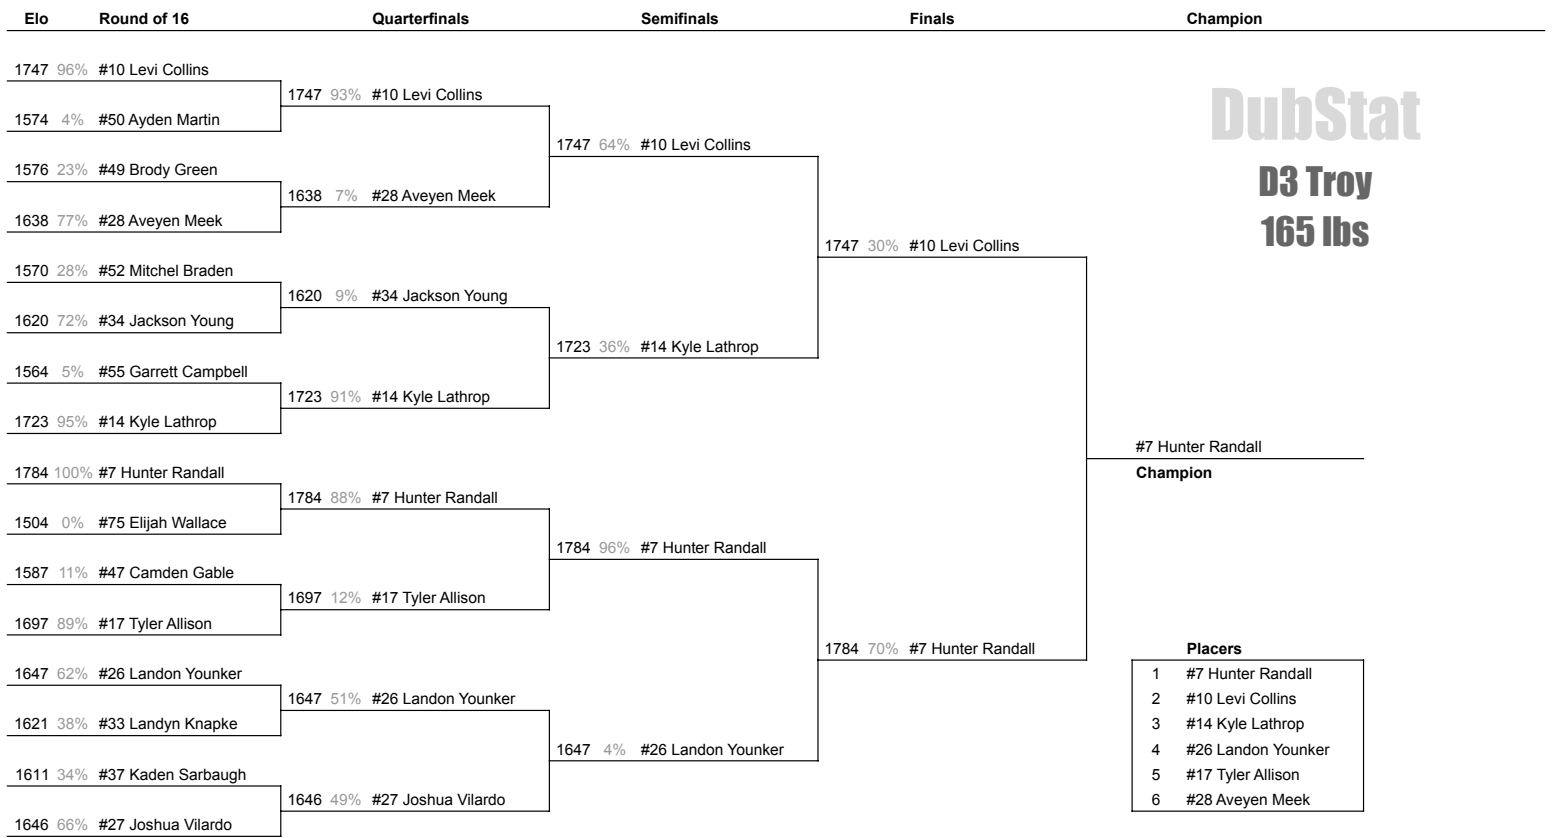 Elo Round of 16 Quarterfinals Semifinals Finals Champion
1747 96% #10 Levi Collins
1747 93% #10 Levi Collins
1574 4% #50 Ayden Martin
1747 64% #10 Levi Collins
1576 23% #49 Brody Green
1638 7% #28 Aveyen Meek
1638 77% #28 Aveyen Meek
1747 30% #10 Levi Collins
1570 28% #52 Mitchel Braden
1620 9% #34 Jackson Young
1620 72% #34 Jackson Young
1723 36% #14 Kyle Lathrop
1564 5% #55 Garrett Campbell
1723 91% #14 Kyle Lathrop
1723 95% #14 Kyle Lathrop
#7 Hunter Randall
Champion
1784 100% #7 Hunter Randall
1784 88% #7 Hunter Randall
1504 0% #75 Elijah Wallace
1784 96% #7 Hunter Randall
1587 11% #47 Camden Gable
1697 12% #17 Tyler Allison
1697 89% #17 Tyler Allison
1784 70% #7 Hunter Randall
1647 62% #26 Landon Younker
1647 51% #26 Landon Younker
1621 38% #33 Landyn Knapke
1647 4% #26 Landon Younker
1611 34% #37 Kaden Sarbaugh
1646 49% #27 Joshua Vilardo
1646 66% #27 Joshua Vilardo
DubStat
D3 Troy
165 lbs
Placers
1 #7 Hunter Randall
2 #10 Levi Collins
3 #14 Kyle Lathrop
4 #26 Landon Younker
5 #17 Tyler Allison
6 #28 Aveyen Meek